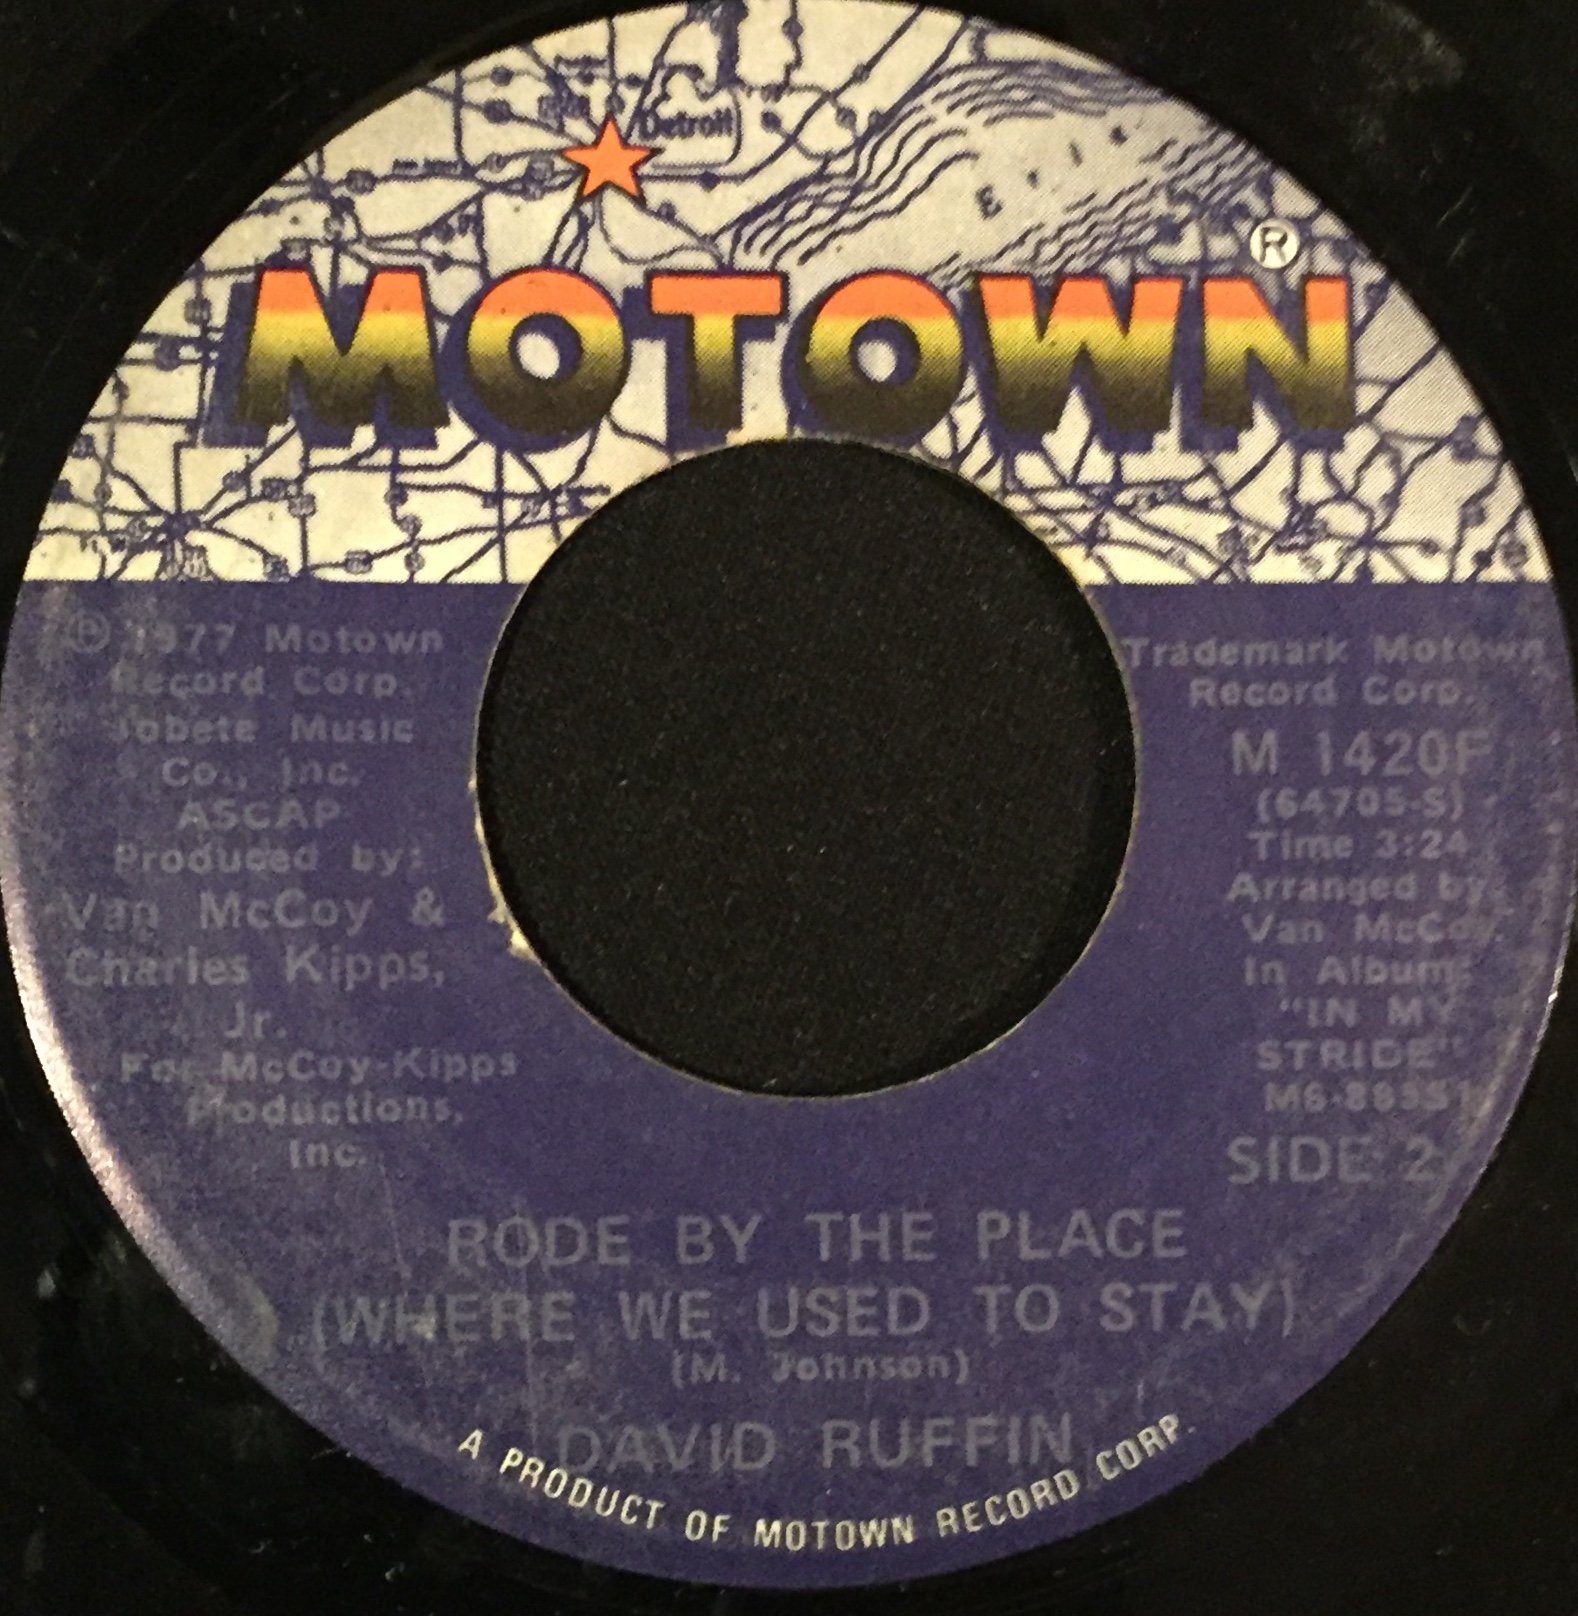 Detroit
Erie
®
MOTOWN
℗ 1977 Motown
Record Corp.
Jobete Music
Co., Inc.
ASCAP
Produced by:
Van McCoy &
Charles Kipps,
Jr.
For McCoy-Kipps
Productions,
Inc.
Trademark Motown
Record Corp.
M 1420F
(64705-S)
Time 3:24
Arranged by:
Van McCoy
In Album:
"IN MY
STRIDE"
SIDE 2
RODE BY THE PLACE
(WHERE WE USED TO STAY)
(M. Johnson)
DAVID RUFFIN
A PRODUCT OF MOTOWN RECORD CORP.